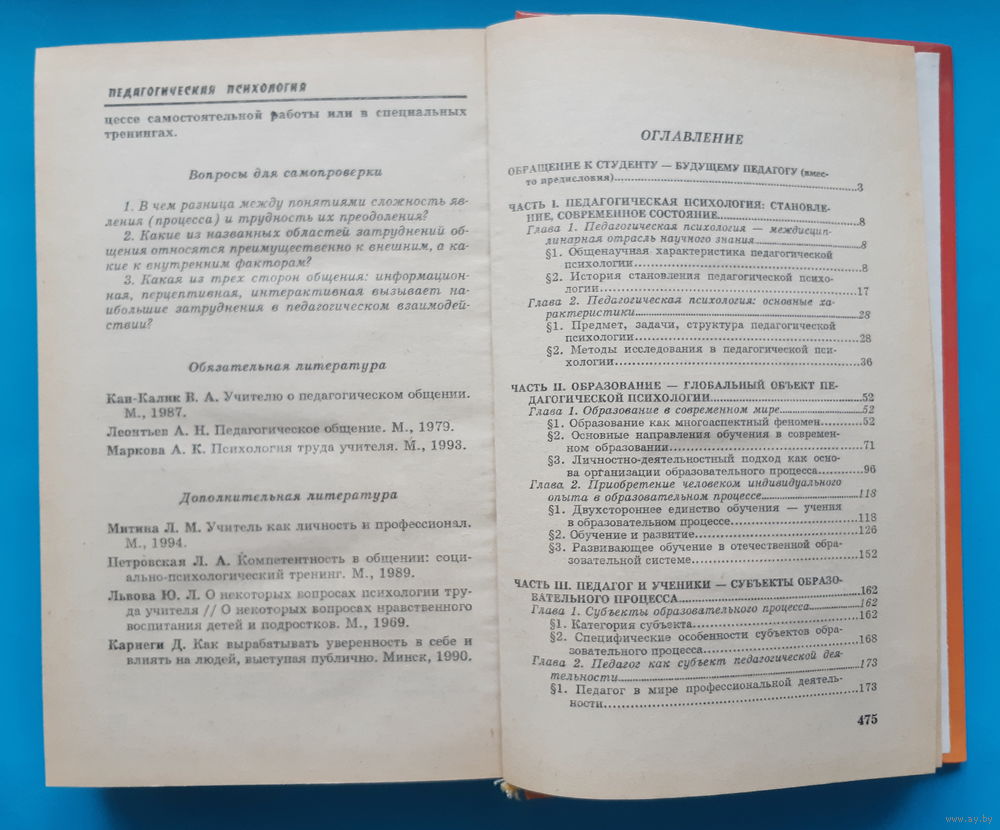 ПЕДАГОГИЧЕСКАЯ ПСИХОЛОГИЯ
цессе самостоятельной работы или в специальных
тренингах.
Вопросы для самопроверки
1. В чем разница между понятиями сложность яв-
ления (процесса) и трудность их преодоления?
2. Какие из названных областей затруднений об-
щения относятся преимущественно к внешним, а ка-
кие к внутренним факторам?
3. Какая из трех сторон общения: информацион-
ная, перцептивная, интерактивная вызывает на-
ибольшие затруднения в педагогическом взаимодей-
ствии?
Обязательная литература
Кан-Калик В. А. Учителю о педагогическом общении.
М., 1987.
Леонтьев А. Н. Педагогическое общение. М., 1979.
Маркова А. К. Психология труда учителя. М., 1993.
Дополнительная литература
Митина Л. М. Учитель как личность и профессионал.
М., 1994.
Петровская Л. А. Компетентность в общении: соци-
ально-психологический тренинг. М., 1989.
Львова Ю. Л. О некоторых вопросах психологии тру-
да учителя // О некоторых вопросах нравственного
воспитания детей и подростков. М., 1969.
Карнеги Д. Как вырабатывать уверенность в себе и
влиять на людей, выступая публично. Минск, 1990.
ОГЛАВЛЕНИЕ
ОБРАЩЕНИЕ К СТУДЕНТУ — БУДУЩЕМУ ПЕДАГОГУ (вмес-
то предисловия)...3
ЧАСТЬ I. ПЕДАГОГИЧЕСКАЯ ПСИХОЛОГИЯ: СТАНОВЛЕ-
НИЕ, СОВРЕМЕННОЕ СОСТОЯНИЕ...8
Глава 1. Педагогическая психология — междисцип-
линарная отрасль научного знания...8
§1. Общенаучная характеристика педагогической
психологии...8
§2. История становления педагогической психо-
логии...17
Глава 2. Педагогическая психология: основные ха-
рактеристики...28
§1. Предмет, задачи, структура педагогической
психологии...28
§2. Методы исследования в педагогической пси-
хологии...36
ЧАСТЬ II. ОБРАЗОВАНИЕ — ГЛОБАЛЬНЫЙ ОБЪЕКТ ПЕ-
ДАГОГИЧЕСКОЙ ПСИХОЛОГИИ...52
Глава 1. Образование в современном мире...52
§1. Образование как многоаспектный феномен...52
§2. Основные направления обучения в современ-
ном образовании...71
§3. Личностно-деятельностный подход как осно-
ва организации образовательного процесса...96
Глава 2. Приобретение человеком индивидуального
опыта в образовательном процессе...118
§1. Двухстороннее единство обучения — учения
в образовательном процессе...118
§2. Обучение и развитие...126
§3. Развивающее обучение в отечественной обра-
зовательной системе...152
ЧАСТЬ III. ПЕДАГОГ И УЧЕНИКИ — СУБЪЕКТЫ ОБРАЗО-
ВАТЕЛЬНОГО ПРОЦЕССА...162
Глава 1. Субъекты образовательного процесса...162
§1. Категория субъекта...162
§2. Специфические особенности субъектов обра-
зовательного процесса...168
Глава 2. Педагог как субъект педагогической дея-
тельности...173
§1. Педагог в мире профессиональной деятель-
ности...173
475
www.ay.by